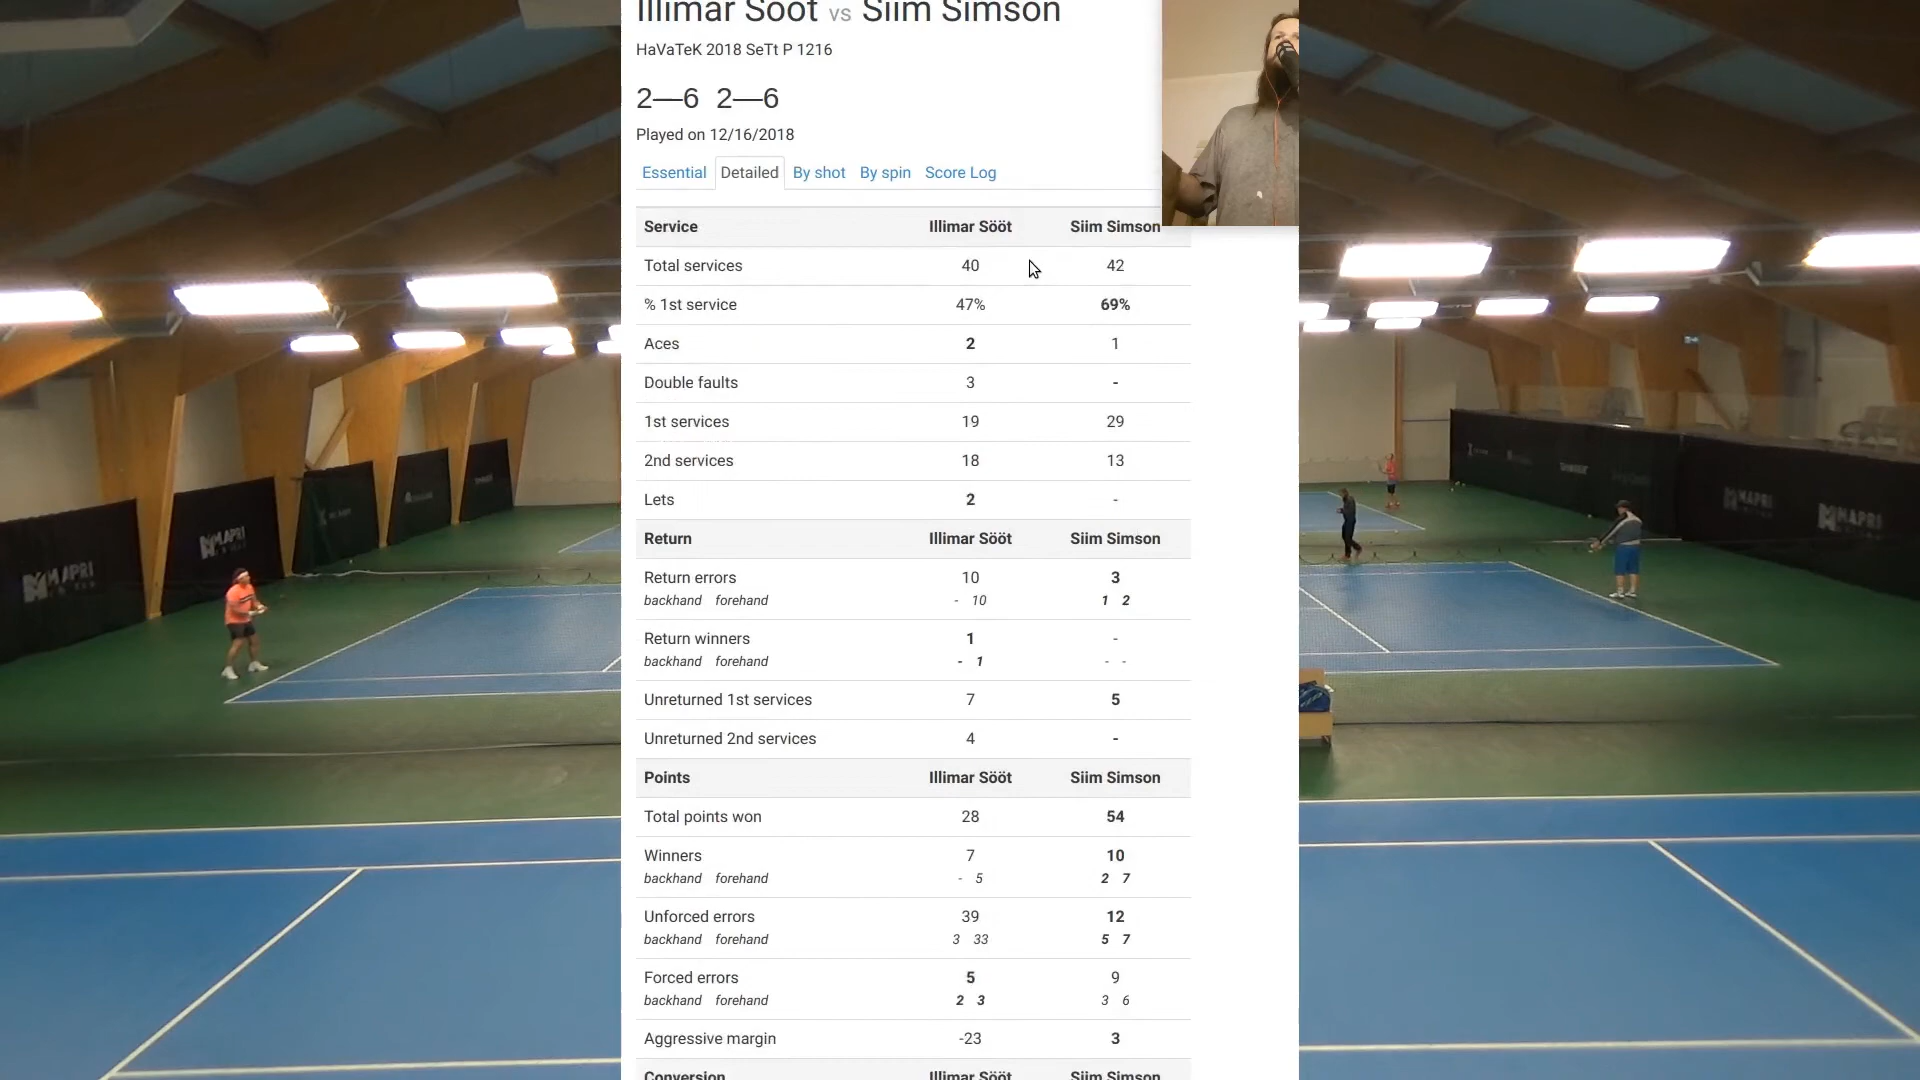 Illimar Sööt vs Siim Simson
HaVaTeK 2018 SeTt P 1216
2—6 2—6
Played on 12/16/2018
Essential Detailed By shot By spin Score Log
Service Illimar Sööt Siim Simson
Total services 40 42
% 1st service 47% 69%
Aces 2 1
Double faults 3 -
1st services 19 29
2nd services 18 13
Lets 2 -
Return Illimar Sööt Siim Simson
Return errors 10 3
backhand forehand - 10 1 2
Return winners 1 -
backhand forehand - 1 - -
Unreturned 1st services 7 5
Unreturned 2nd services 4 -
Points Illimar Sööt Siim Simson
Total points won 28 54
Winners 7 10
backhand forehand - 5 2 7
Unforced errors 39 12
backhand forehand 3 33 5 7
Forced errors 5 9
backhand forehand 2 3 3 6
Aggressive margin -23 3
Conversion Illimar Sööt Siim Simson
MAPRI
MAPRI
MAPRI
MAPRI